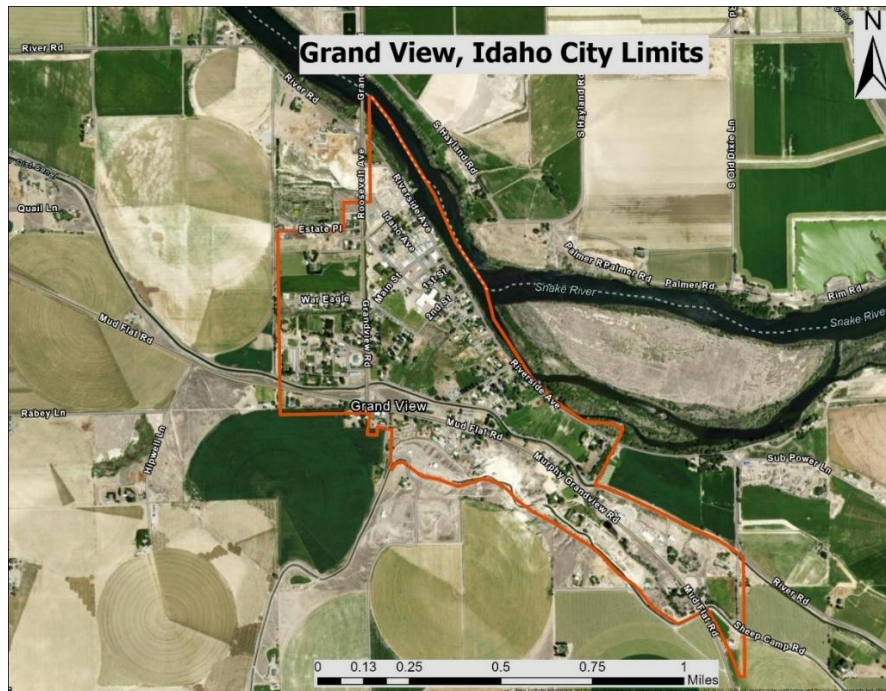 Grand View, Idaho City Limits
N
River Rd
River Rd
Roosevelt Ave
S Hayland Rd
S Hayland Rd
S Old Dixie Ln
Riverside Ave
Idaho Ave
Quail Ln
Estate Pl
Main St
1st St
2nd St
War Eagle
Grandview Rd
Palmer Rd
Palmer Rd
Rim Rd
Snake River
Snake River
Mud Flat Rd
Riverside Ave
Rabey Ln
Grand View
Mud Flat Rd
Hipwell Ln
Murphy Grandview Rd
Sub Power Ln
River Rd
Mud Flat Rd
Sheep Camp Rd
0 0.13 0.25 0.5 0.75 1
Miles